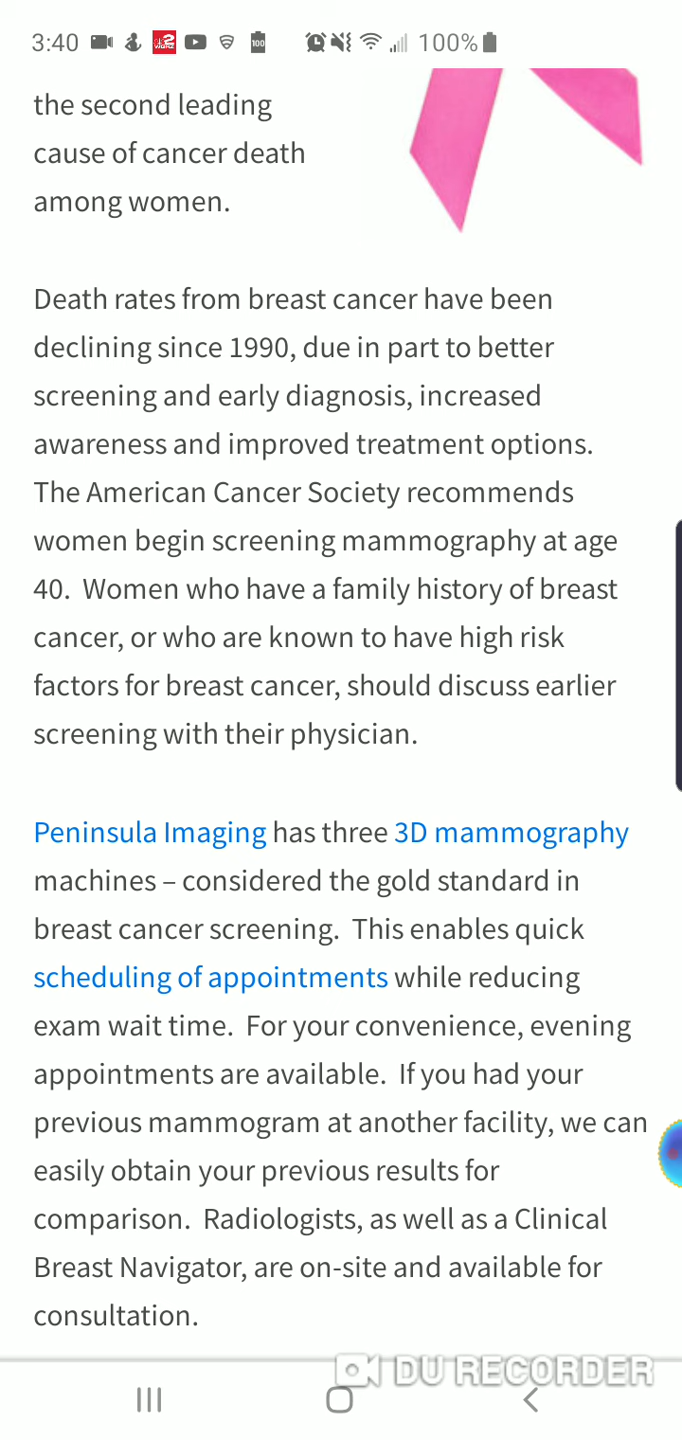 3:40 100 100%
the second leading
cause of cancer death
among women.
Death rates from breast cancer have been
declining since 1990, due in part to better
screening and early diagnosis, increased
awareness and improved treatment options.
The American Cancer Society recommends
women begin screening mammography at age
40.  Women who have a family history of breast
cancer, or who are known to have high risk
factors for breast cancer, should discuss earlier
screening with their physician.
Peninsula Imaging has three 3D mammography
machines – considered the gold standard in
breast cancer screening.  This enables quick
scheduling of appointments while reducing
exam wait time.  For your convenience, evening
appointments are available.  If you had your
previous mammogram at another facility, we can
easily obtain your previous results for
comparison.  Radiologists, as well as a Clinical
Breast Navigator, are on-site and available for
consultation.
DU RECORDER